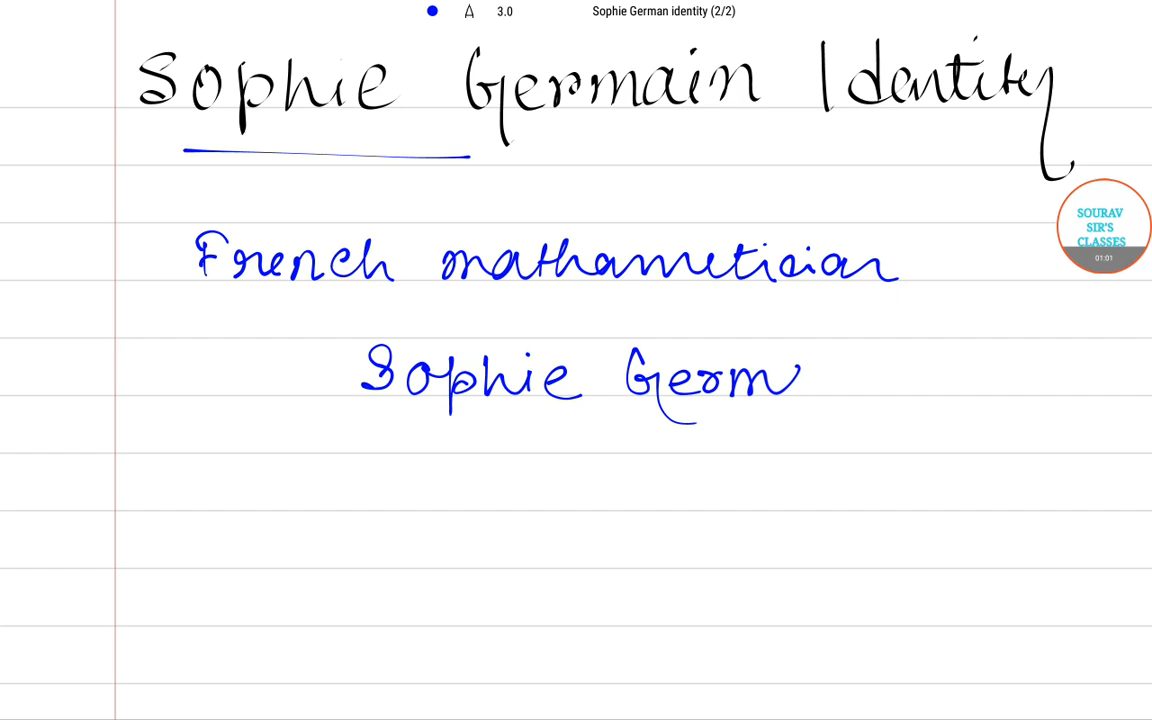 3.0 Sophie German identity (2/2)
Sophie Germain Identity
SOURAV
SIR'S
CLASSES
01:01
French mathametician
Sophie Germ